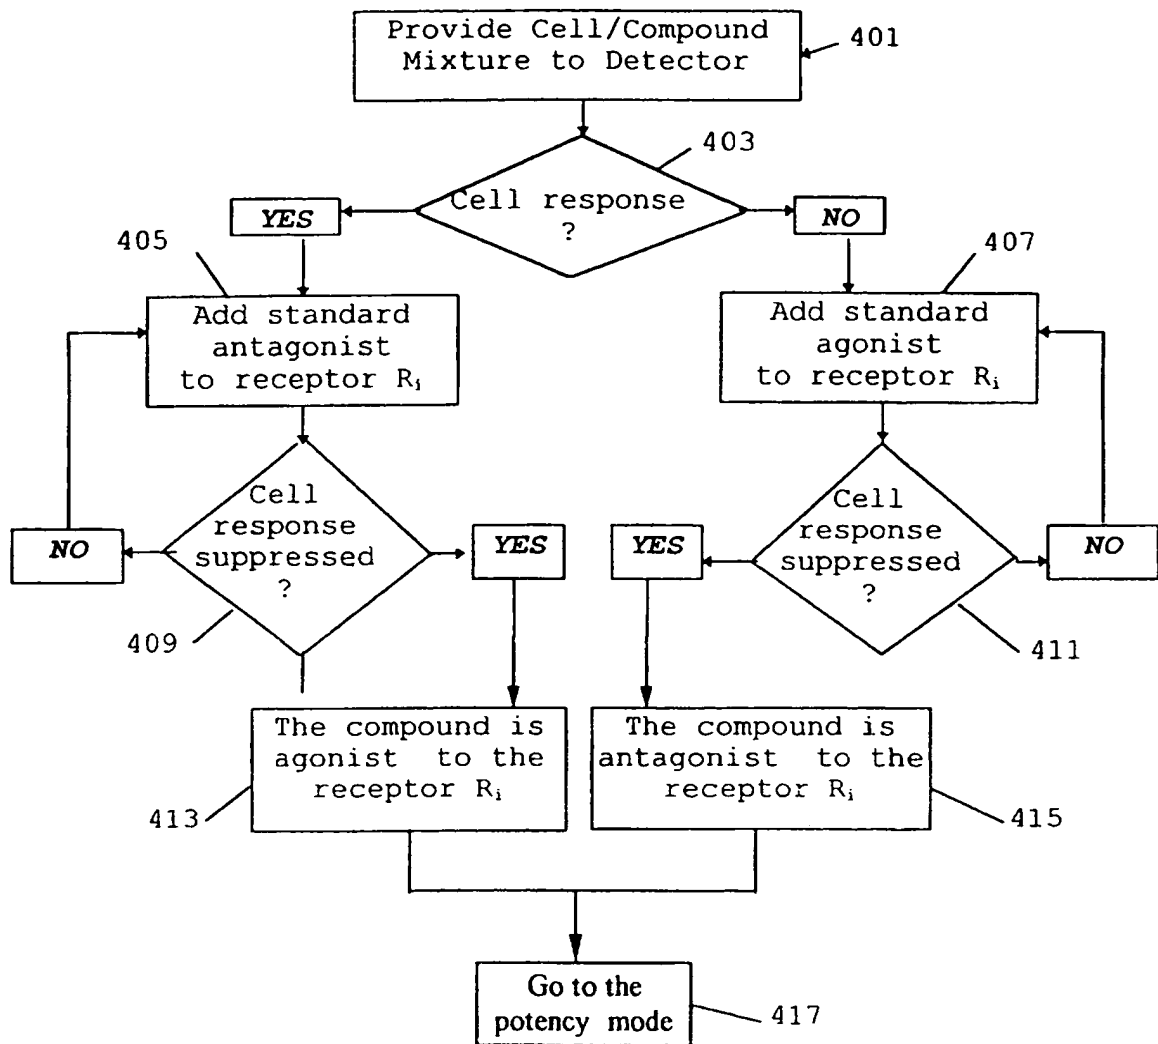 Provide Cell/Compound
Mixture to Detector
401
403
Cell response
?
YES
NO
405
407
Add standard
antagonist
to receptor Ri
Add standard
agonist
to receptor Ri
Cell
response
suppressed
?
NO
YES
409
Cell
response
suppressed
?
YES
NO
411
The compound is
agonist to the
receptor Ri
413
The compound is
antagonist to the
receptor Ri
415
Go to the
potency mode
417